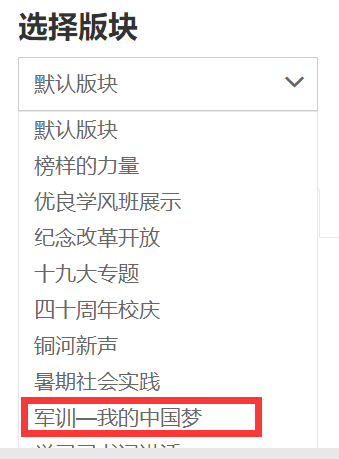 选择版块
默认版块
默认版块
榜样的力量
优良学风班展示
纪念改革开放
十九大专题
四十周年校庆
铜河新声
暑期社会实践
军训—我的中国梦